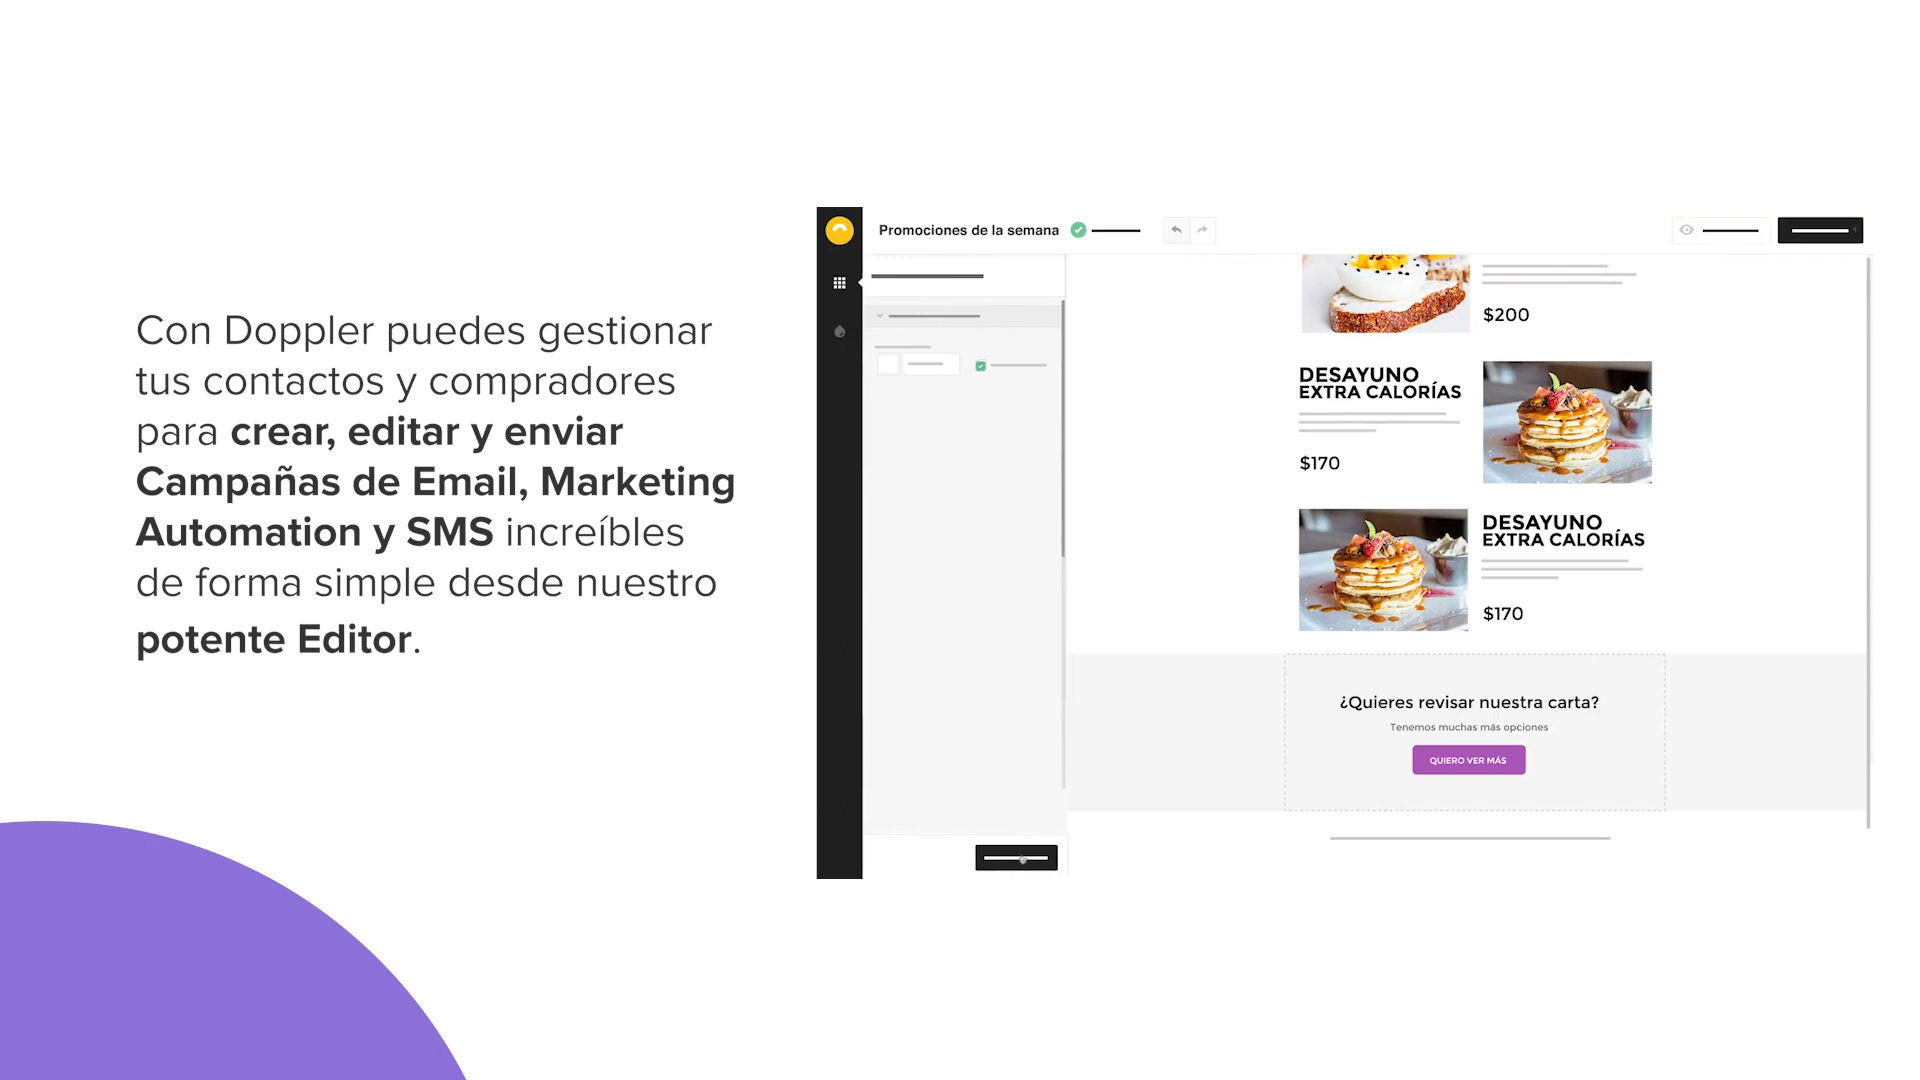 Con Doppler puedes gestionar
tus contactos y compradores
para crear, editar y enviar
Campañas de Email, Marketing
Automation y SMS increíbles
de forma simple desde nuestro
potente Editor.
Promociones de la semana
$200
DESAYUNO
EXTRA CALORÍAS
$170
DESAYUNO
EXTRA CALORÍAS
$170
¿Quieres revisar nuestra carta?
Tenemos muchas más opciones
QUIERO VER MÁS